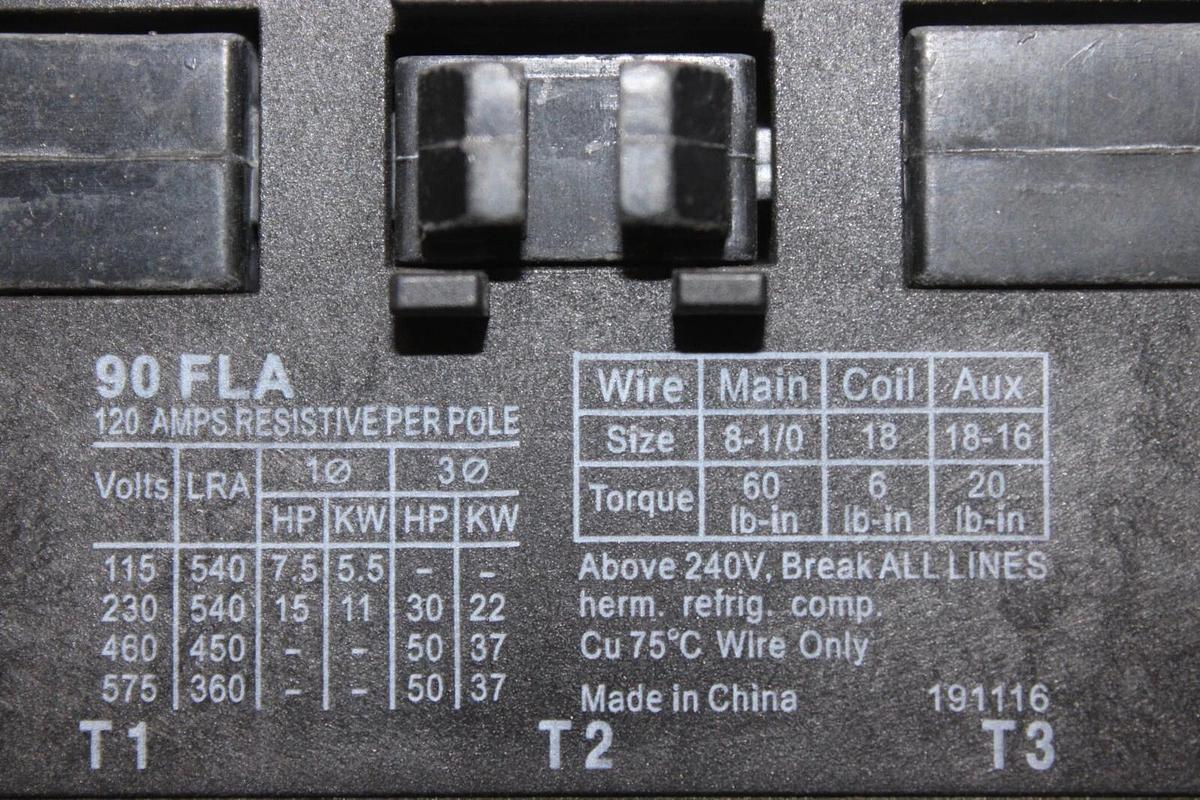 90 FLA
120 AMPS.RESISTIVE PER POLE
Volts LRA 1Ø 3Ø
HP KW HP KW
115 540 7.5 5.5 - -
230 540 15 11 30 22
460 450 - - 50 37
575 360 - - 50 37
Wire Main Coil Aux
Size 8-1/0 18 18-16
Torque 60 lb-in 6 lb-in 20 lb-in
Above 240V, Break ALL LINES
herm. refrig. comp.
Cu 75°C Wire Only
Made in China 191116
T1 T2 T3